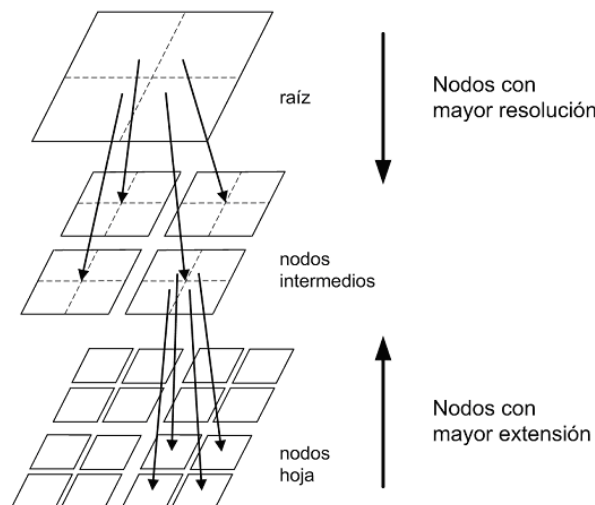 raíz
Nodos con
mayor resolución
nodos
intermedios
Nodos con
mayor extensión
nodos
hoja